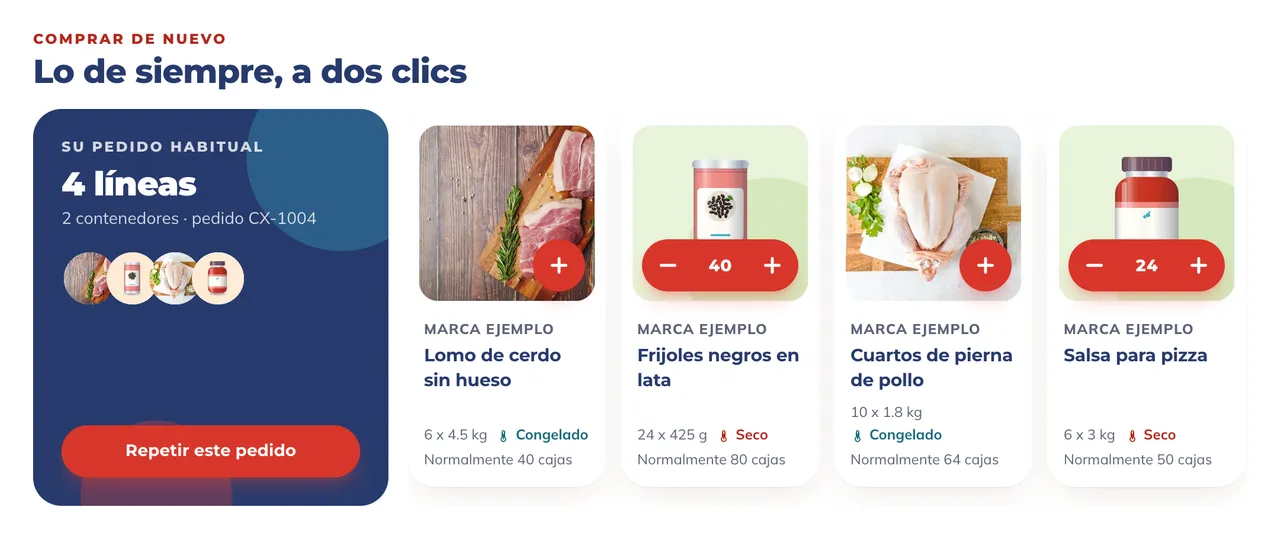 COMPRAR DE NUEVO
Lo de siempre, a dos clics
SU PEDIDO HABITUAL
4 líneas
2 contenedores · pedido CX-1004
Repetir este pedido
+
MARCA EJEMPLO
Lomo de cerdo
sin hueso
6 x 4.5 kg Congelado
Normalmente 40 cajas
− 40 +
MARCA EJEMPLO
Frijoles negros en
lata
24 x 425 g Seco
Normalmente 80 cajas
+
MARCA EJEMPLO
Cuartos de pierna
de pollo
10 x 1.8 kg
Congelado
Normalmente 64 cajas
− 24 +
MARCA EJEMPLO
Salsa para pizza
6 x 3 kg Seco
Normalmente 50 cajas